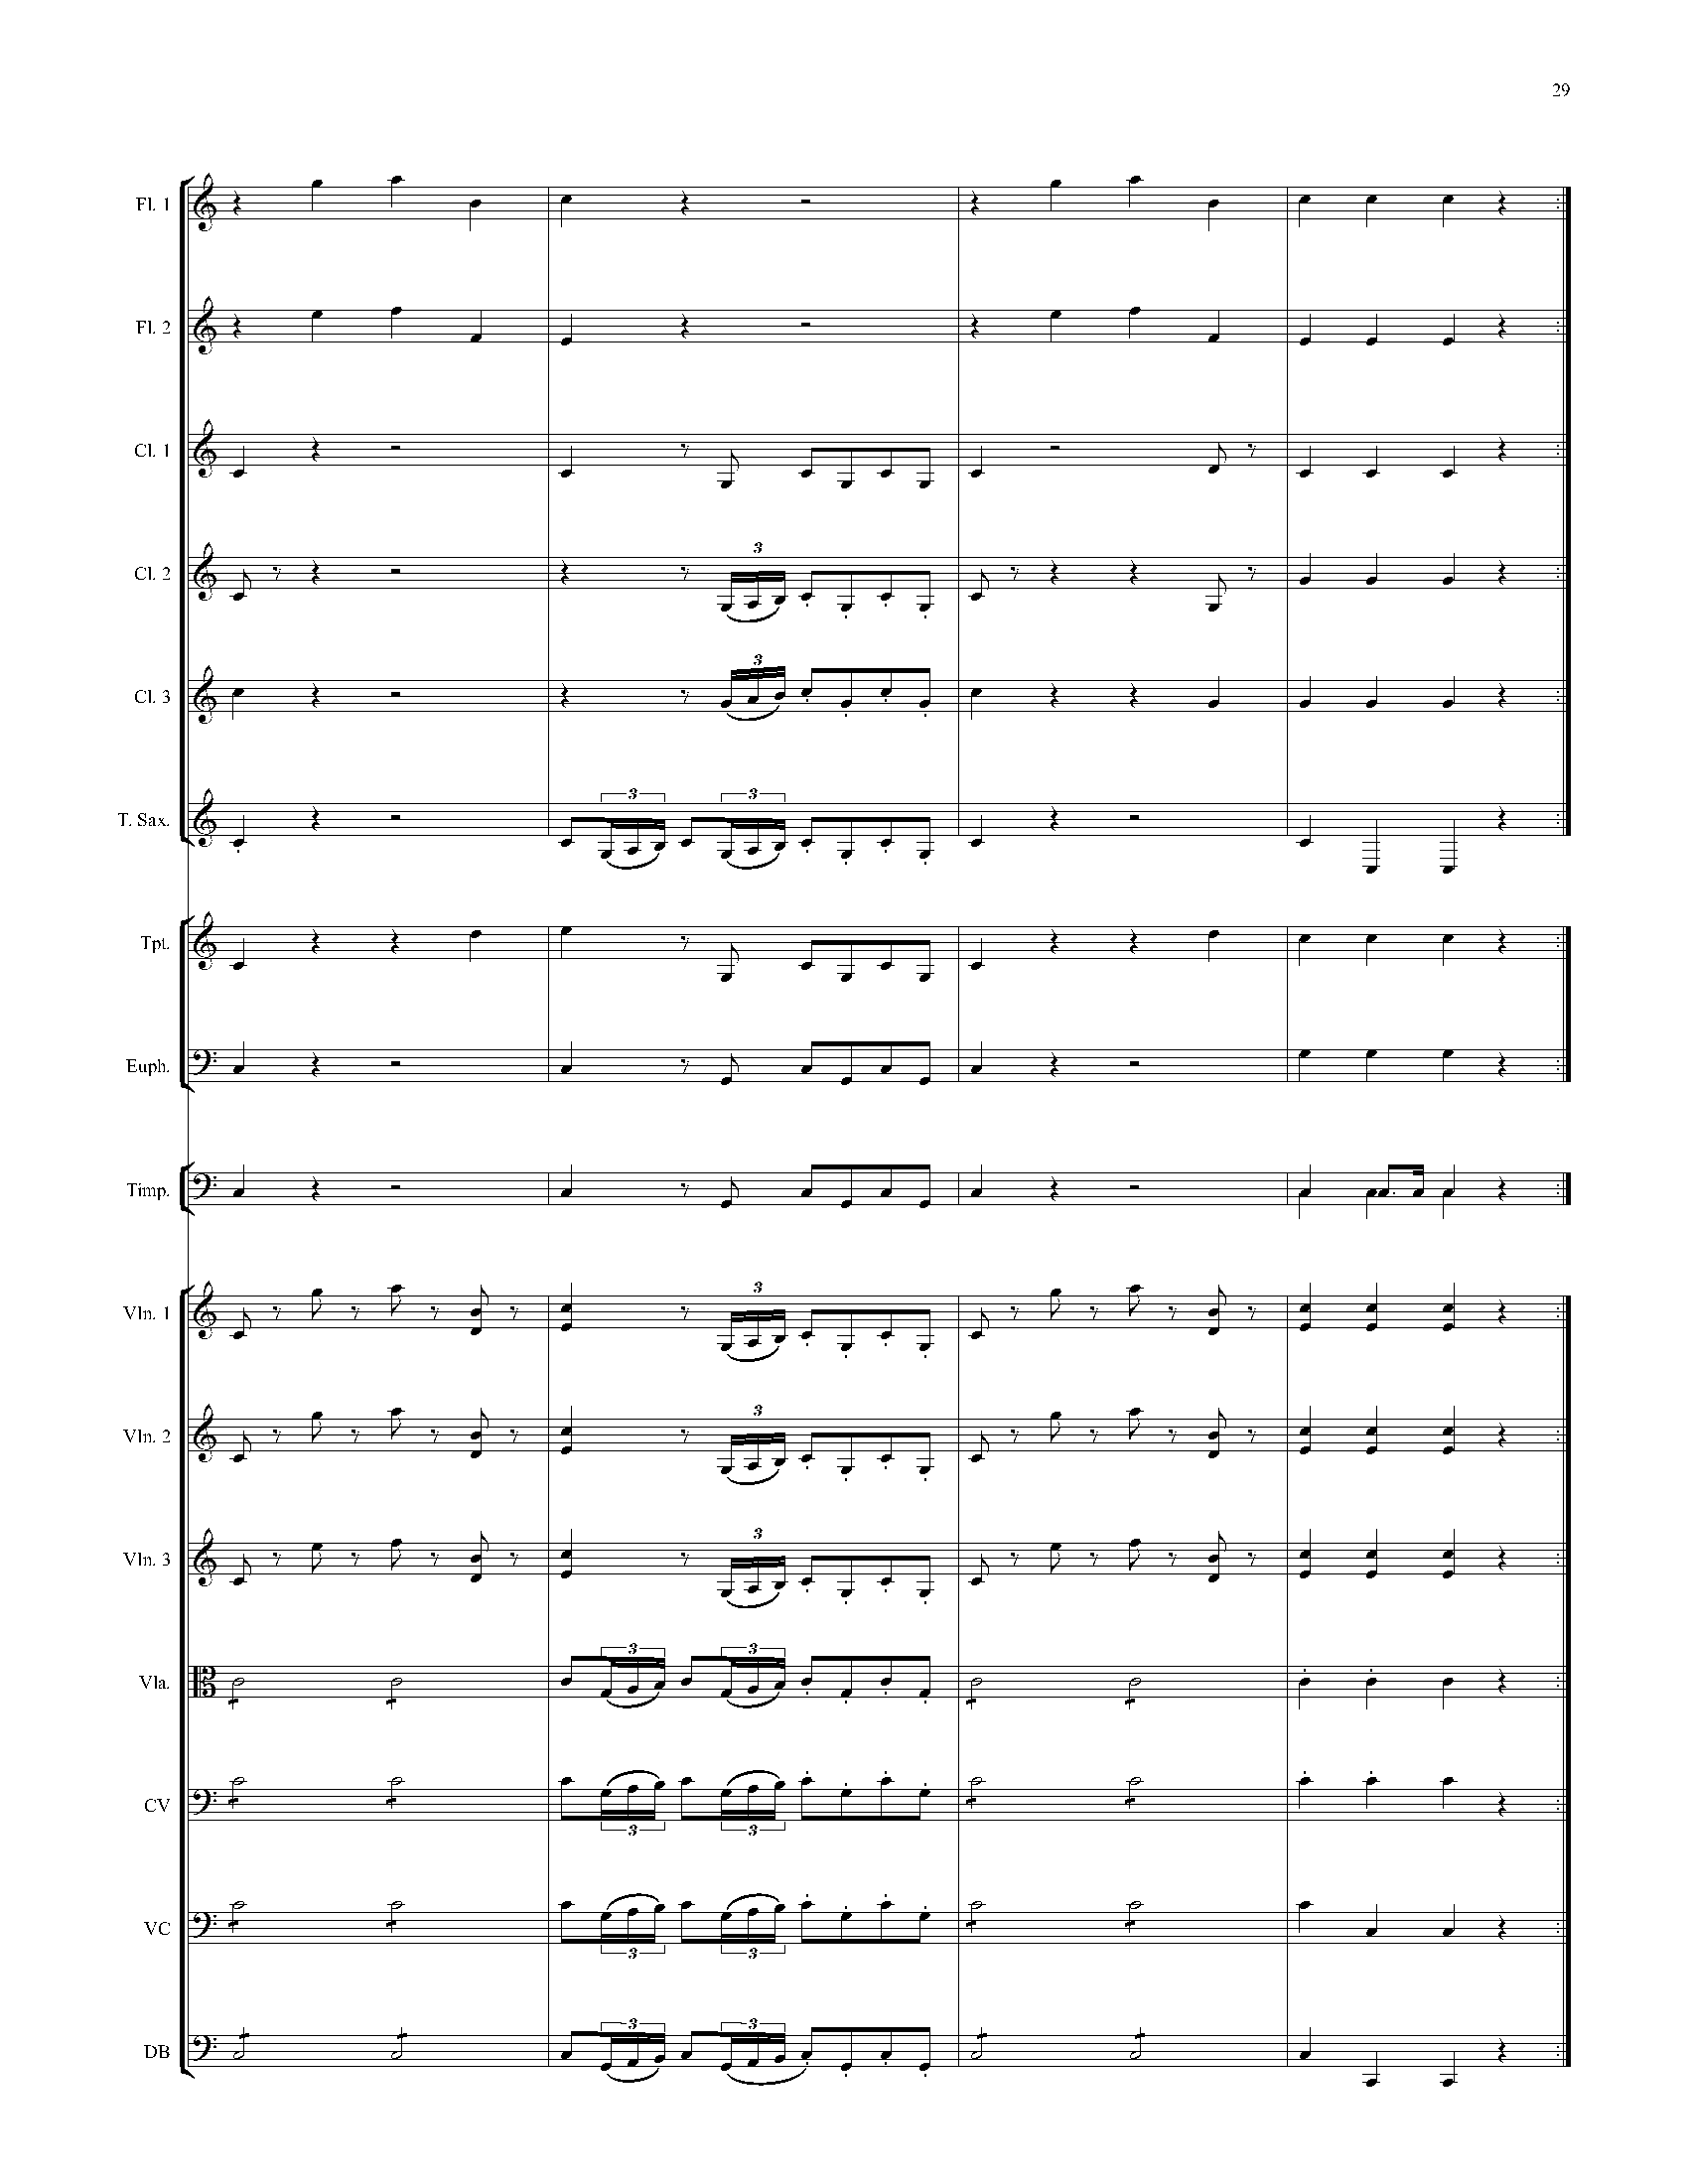 29
Fl. 1
Fl. 2
Cl. 1
Cl. 2
3
Cl. 3
3
T. Sax.
3 3
Tpt.
Euph.
Timp.
Vln. 1
3
Vln. 2
3
Vln. 3
3
Vla.
3 3
CV
3 3
VC
3 3
DB
3 3